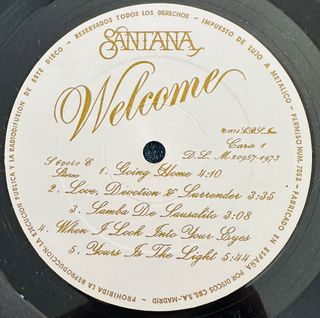 RESERVADOS TODOS LOS DERECHOS - IMPUESTO DE LUJO A METALICO - PERMISO NUM. 7053 - FABRICADO EN ESPAÑA POR DISCOS CBS, S.A. - MADRID - PROHIBIDA LA REPRODUCCION, LA EJECUCION PUBLICA Y LA RADIODIFUSION DE ESTE DISCO -
SANTANA
Welcome
S 69040 E
Stereo
Cara 1
D. L. M 20957-1973
1. Going Home 4:10
2. Love, Devotion & Surrender 3:35
3. Samba De Sausalito 3:08
4. When I Look Into Your Eyes
5. Yours Is The Light 5:44